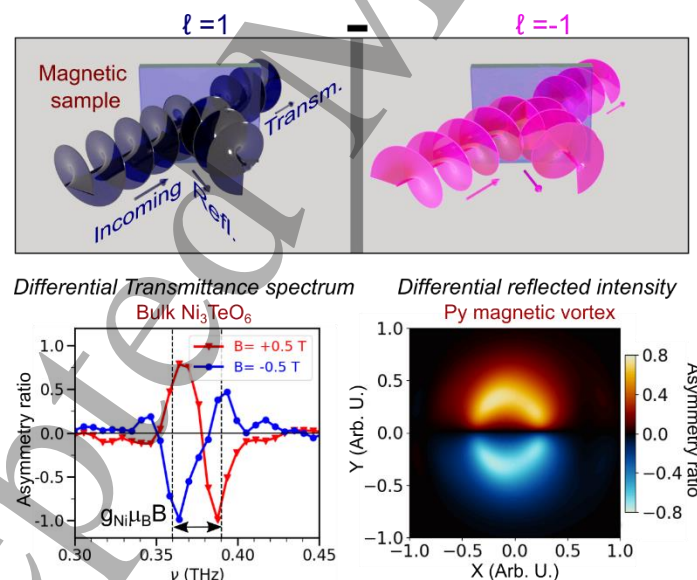 ℓ =1 - ℓ =-1
Magnetic
sample
Transm.
Incoming
Refl.
Differential Transmittance spectrum
Bulk Ni₃TeO₆
B= +0.5 T
B= -0.5 T
Asymmetry ratio
1.0
0.5
0.0
-0.5
-1.0
gNiμBB
0.30 0.35 0.40 0.45
ν (THz)
Differential reflected intensity
Py magnetic vortex
Y (Arb. U.)
1.0
0.5
0.0
-0.5
-1.0
-1.0 -0.5 0.0 0.5 1.0
X (Arb. U.)
0.8
0.4
0.0
-0.4
-0.8
Asymmetry ratio